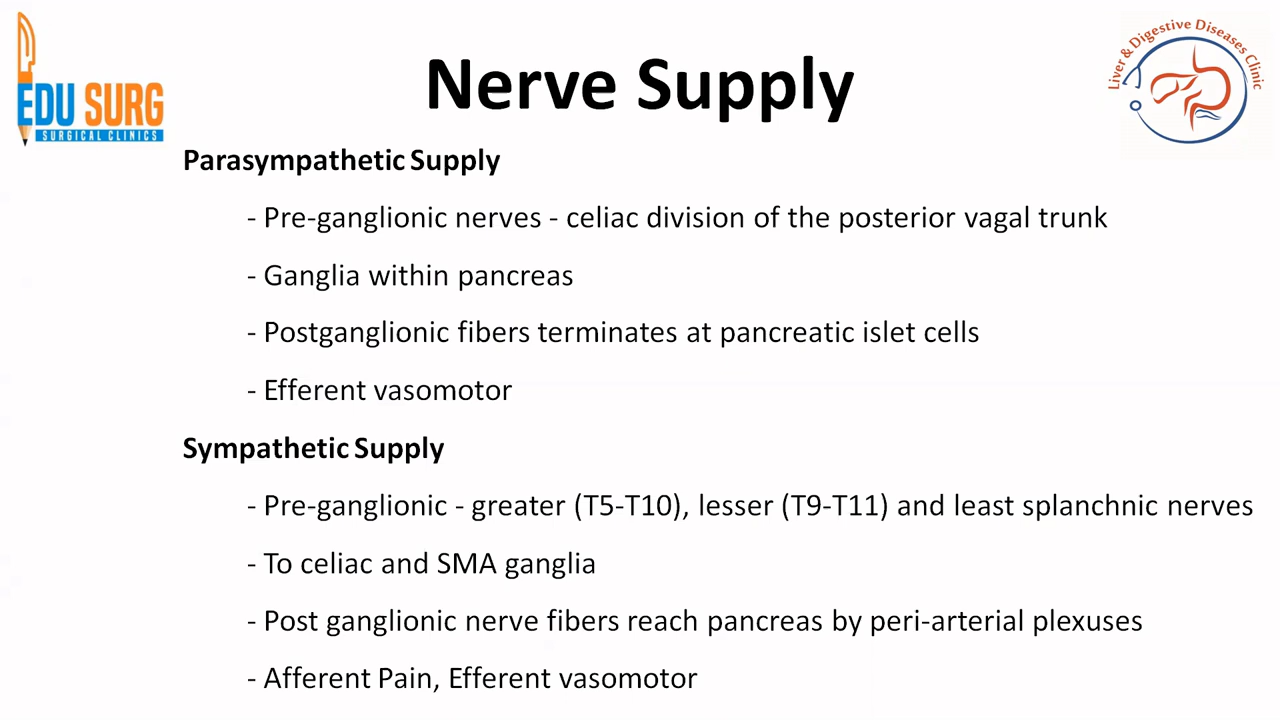 EDU SURG
SURGICAL CLINICS
Nerve Supply
Liver & Digestive Diseases Clinic
Parasympathetic Supply
- Pre-ganglionic nerves - celiac division of the posterior vagal trunk
- Ganglia within pancreas
- Postganglionic fibers terminates at pancreatic islet cells
- Efferent vasomotor
Sympathetic Supply
- Pre-ganglionic - greater (T5-T10), lesser (T9-T11) and least splanchnic nerves
- To celiac and SMA ganglia
- Post ganglionic nerve fibers reach pancreas by peri-arterial plexuses
- Afferent Pain, Efferent vasomotor